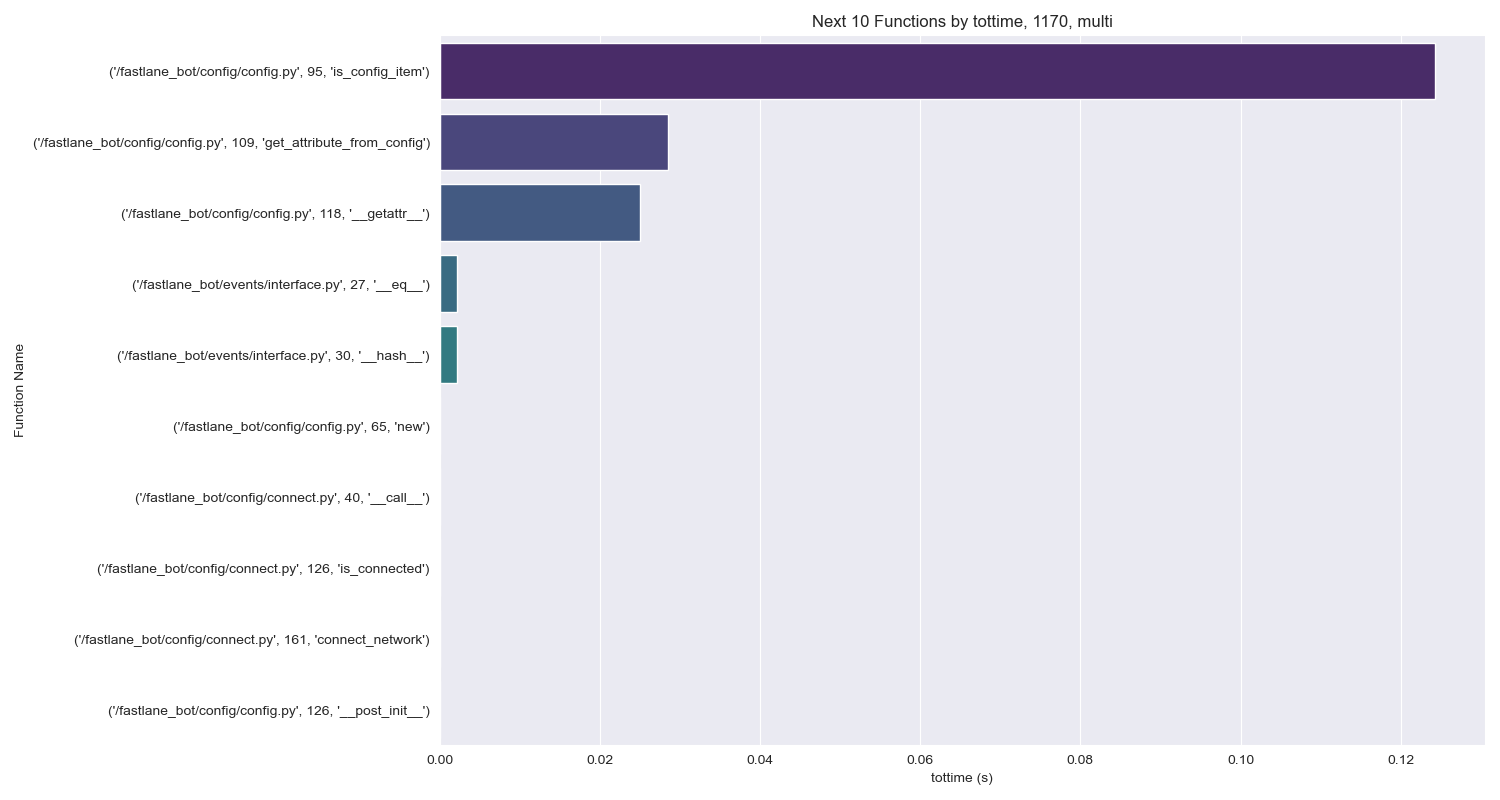 Next 10 Functions by tottime, 1170, multi
Function Name
('/fastlane_bot/config/config.py', 95, 'is_config_item')
('/fastlane_bot/config/config.py', 109, 'get_attribute_from_config')
('/fastlane_bot/config/config.py', 118, '__getattr__')
('/fastlane_bot/events/interface.py', 27, '__eq__')
('/fastlane_bot/events/interface.py', 30, '__hash__')
('/fastlane_bot/config/config.py', 65, 'new')
('/fastlane_bot/config/connect.py', 40, '__call__')
('/fastlane_bot/config/connect.py', 126, 'is_connected')
('/fastlane_bot/config/connect.py', 161, 'connect_network')
('/fastlane_bot/config/config.py', 126, '__post_init__')
0.00 0.02 0.04 0.06 0.08 0.10 0.12
tottime (s)